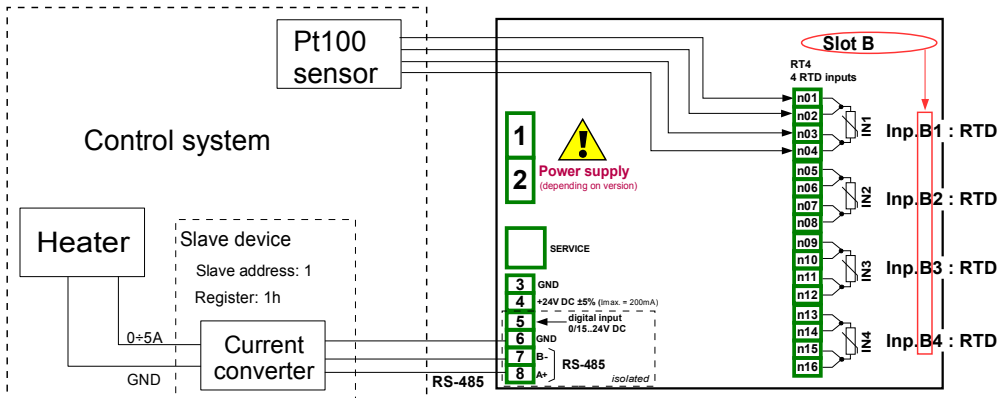 Pt100
sensor
Control system
Heater
Slave device
Slave address: 1
Register: 1h
0÷5A
GND
Current
converter
RS-485
1
2
Power supply
(depending on version)
SERVICE
3 GND
4 +24V DC ±5% (Imax. = 200mA)
5 digital input
0/15..24V DC
6 GND
7 B-
8 A+
RS-485
isolated
Slot B
RT4
4 RTD inputs
n01
n02
n03
n04
IN1
Inp.B1 : RTD
n05
n06
n07
n08
IN2
Inp.B2 : RTD
n09
n10
n11
n12
IN3
Inp.B3 : RTD
n13
n14
n15
n16
IN4
Inp.B4 : RTD